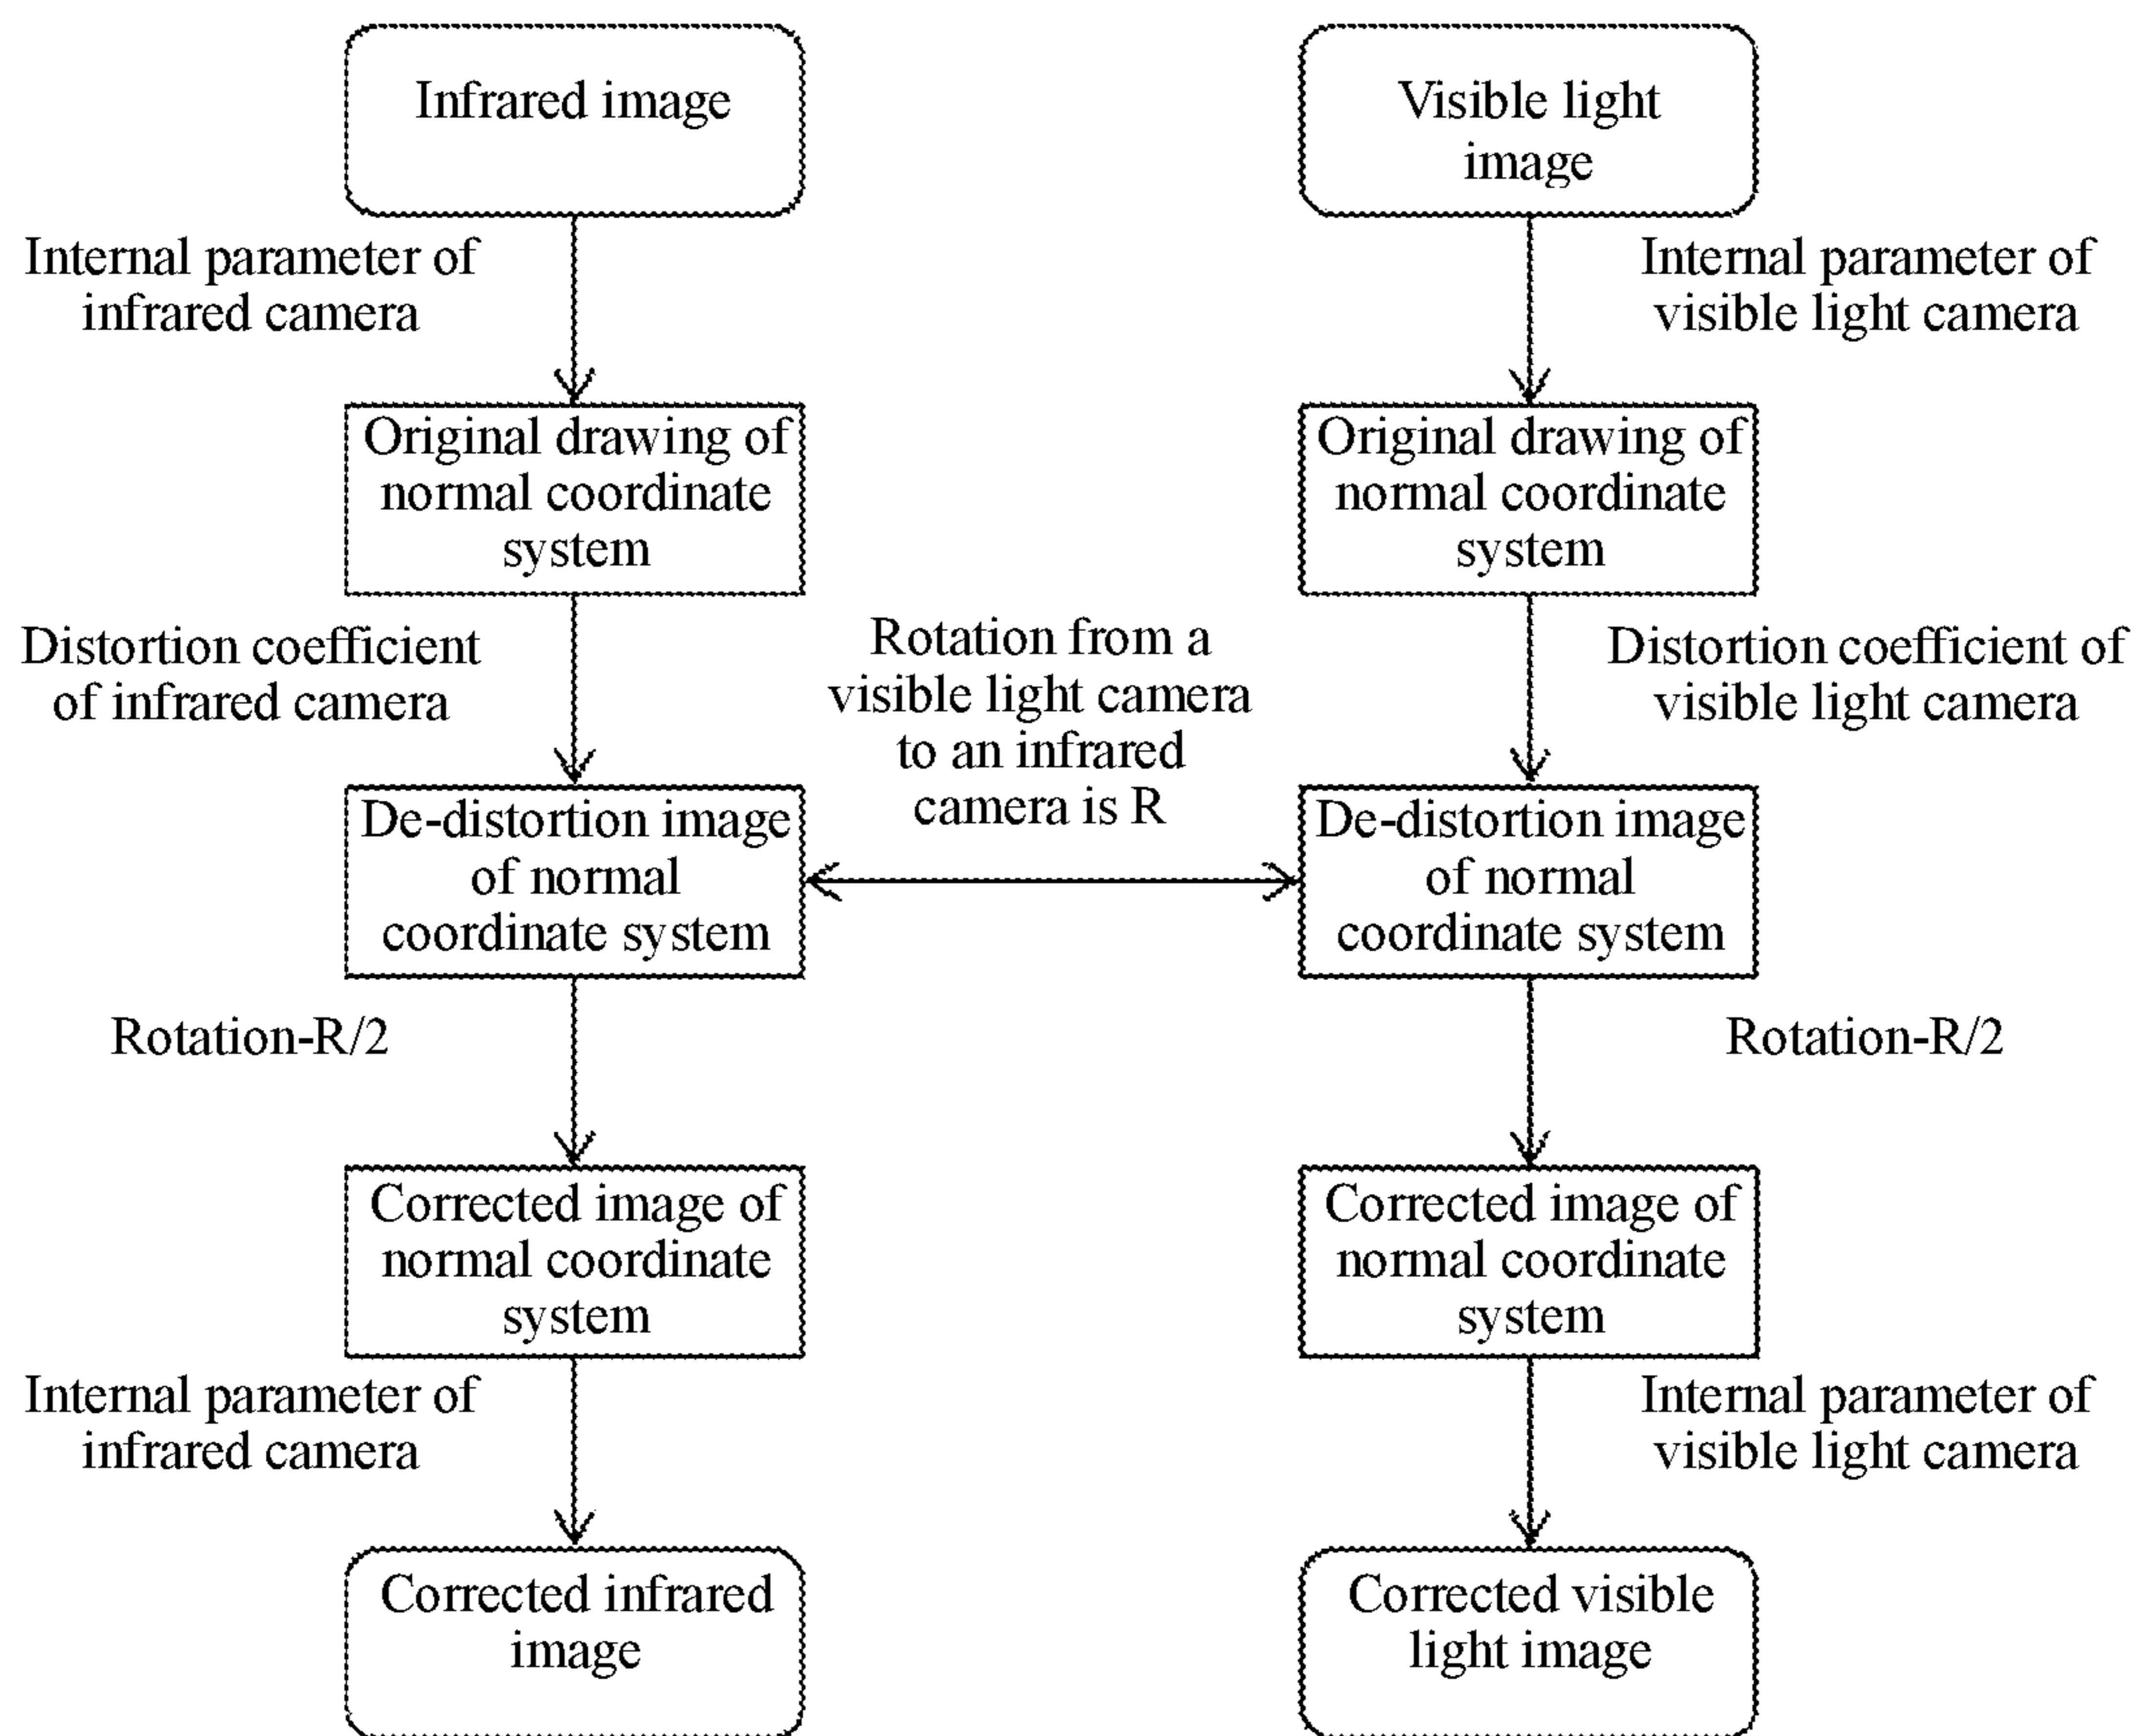 Infrared image
Visible light
image
Internal parameter of
infrared camera
Internal parameter of
visible light camera
Original drawing of
normal coordinate
system
Original drawing of
normal coordinate
system
Distortion coefficient
of infrared camera
Rotation from a
visible light camera
to an infrared
camera is R
Distortion coefficient of
visible light camera
De-distortion image
of normal
coordinate system
De-distortion image
of normal
coordinate system
Rotation-R/2
Rotation-R/2
Corrected image of
normal coordinate
system
Corrected image of
normal coordinate
system
Internal parameter of
infrared camera
Internal parameter of
visible light camera
Corrected infrared
image
Corrected visible
light image